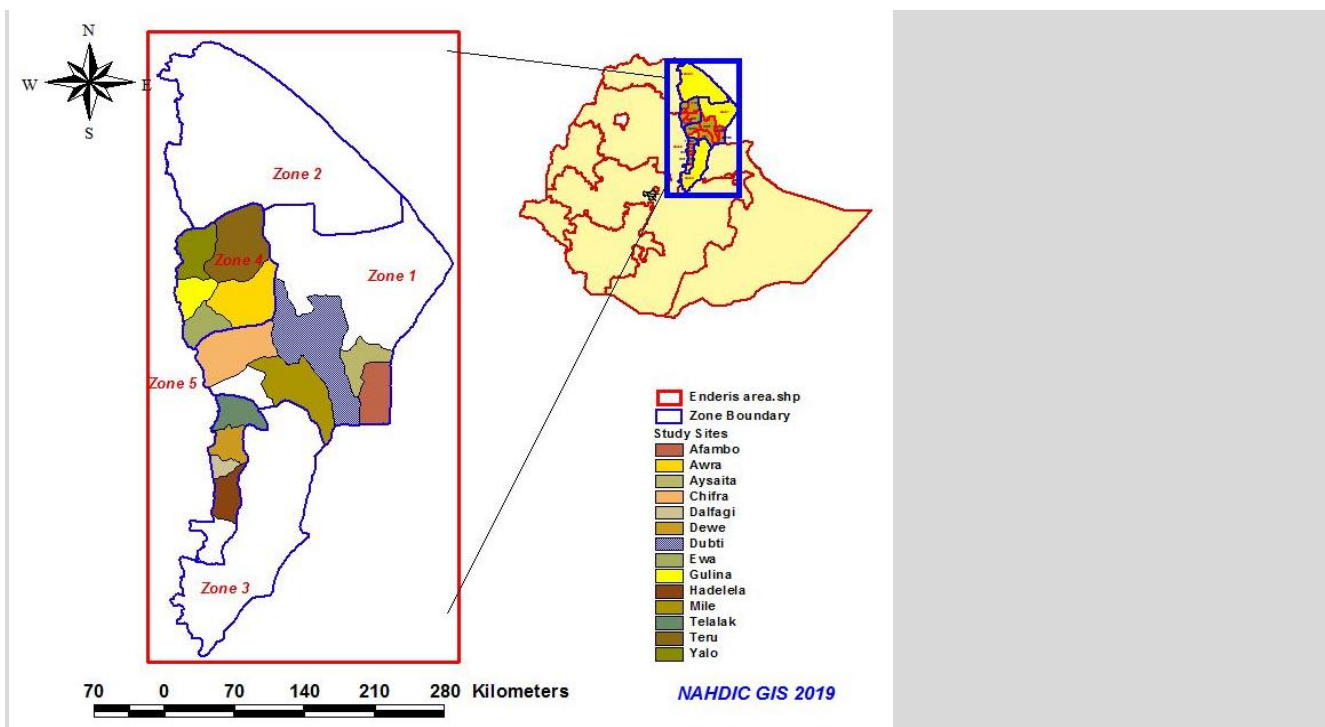 N
W E
S
Zone 2
Zone 4
Zone 1
Zone 5
Zone 3
Enderis area.shp
Zone Boundary
Study Sites
Afambo
Awra
Aysaita
Chifra
Dalfagi
Dewe
Dubti
Ewa
Gulina
Hadelela
Mile
Telalak
Teru
Yalo
70 0 70 140 210 280 Kilometers
NAHDIC GIS 2019